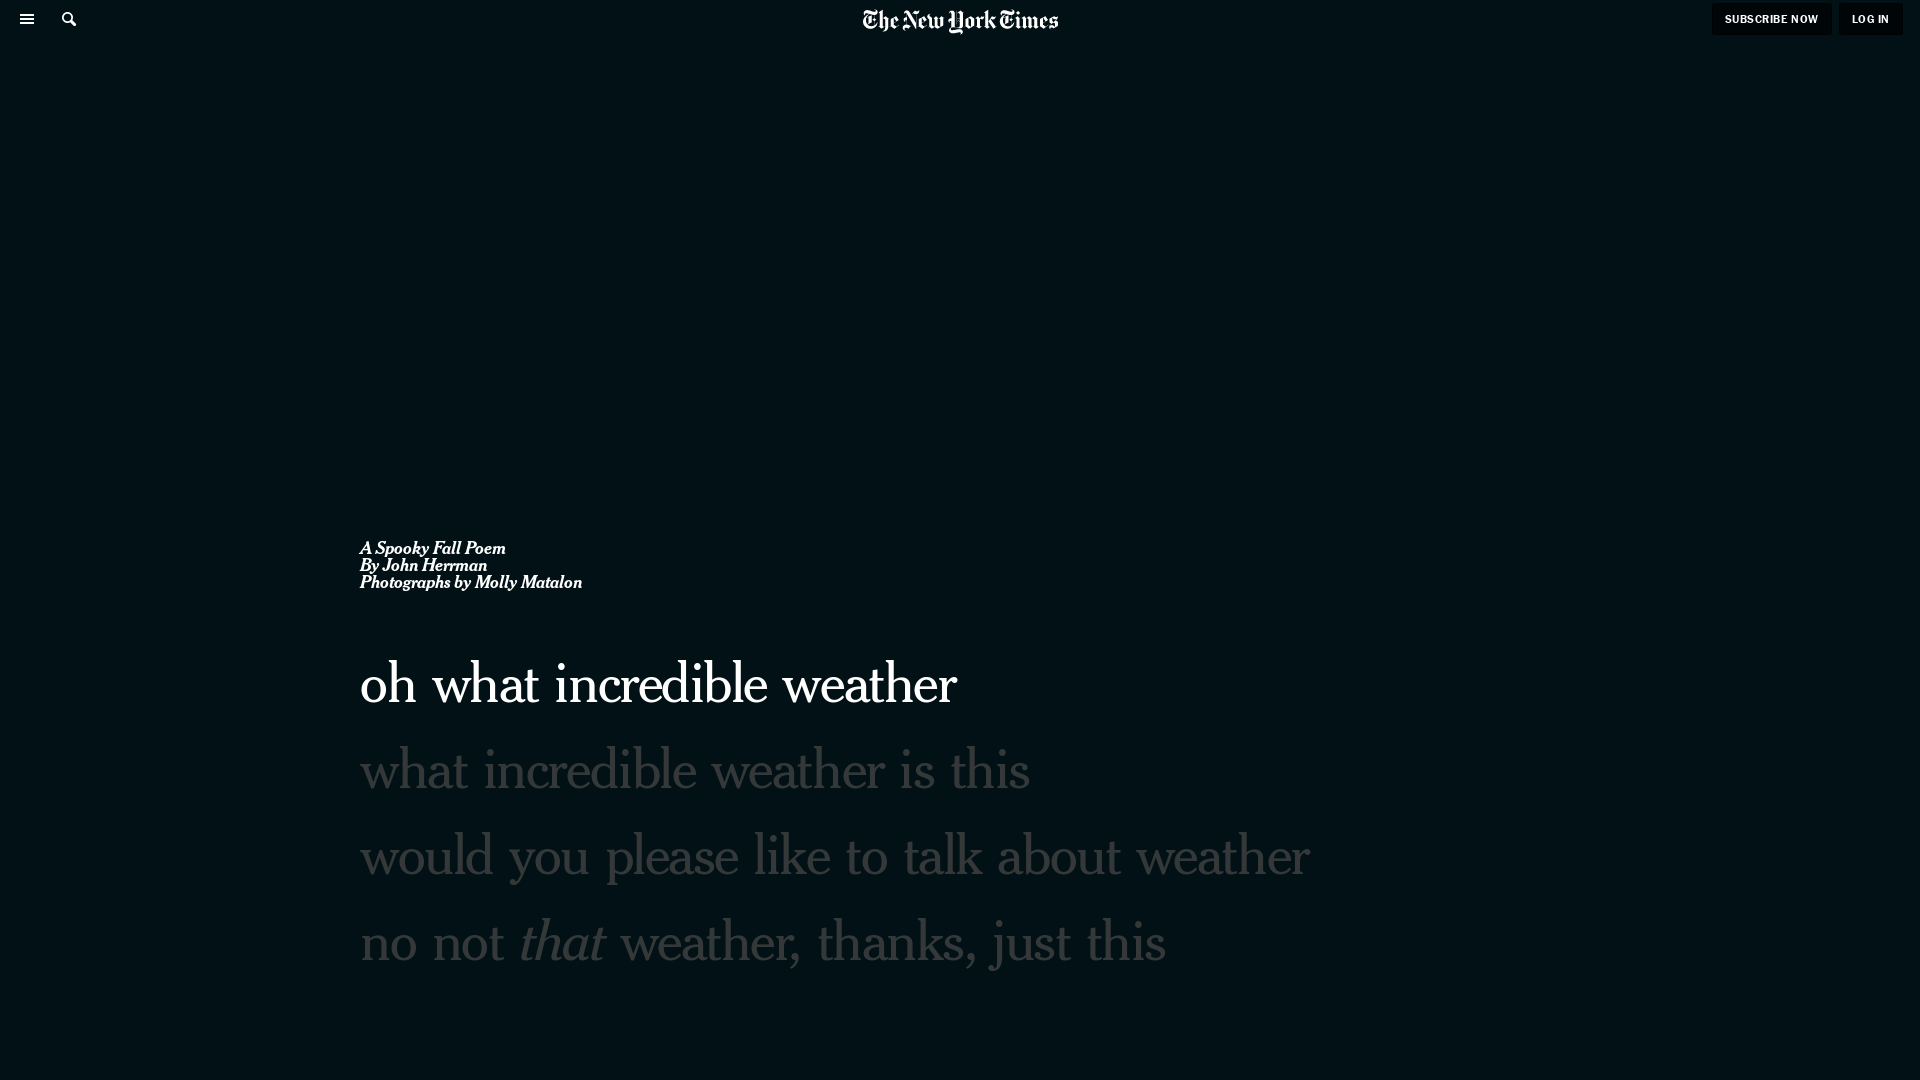 The New York Times
SUBSCRIBE NOW
LOG IN
A Spooky Fall Poem
By John Herrman
Photographs by Molly Matalon
oh what incredible weather
what incredible weather is this
would you please like to talk about weather
no not that weather, thanks, just this